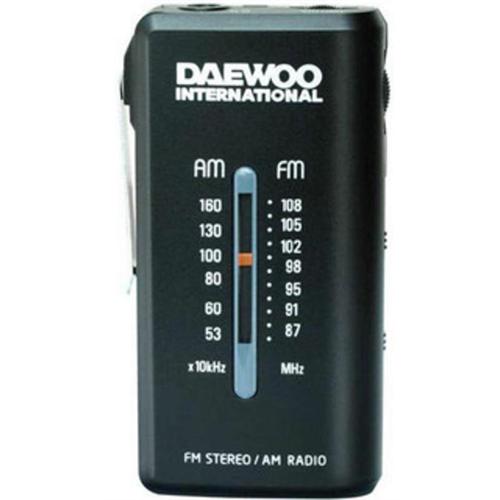 DAEWOO
INTERNATIONAL
AM FM
160 108
130 105
100 102
80 98
60 95
53 91
87
x10kHz MHz
FM STEREO / AM RADIO